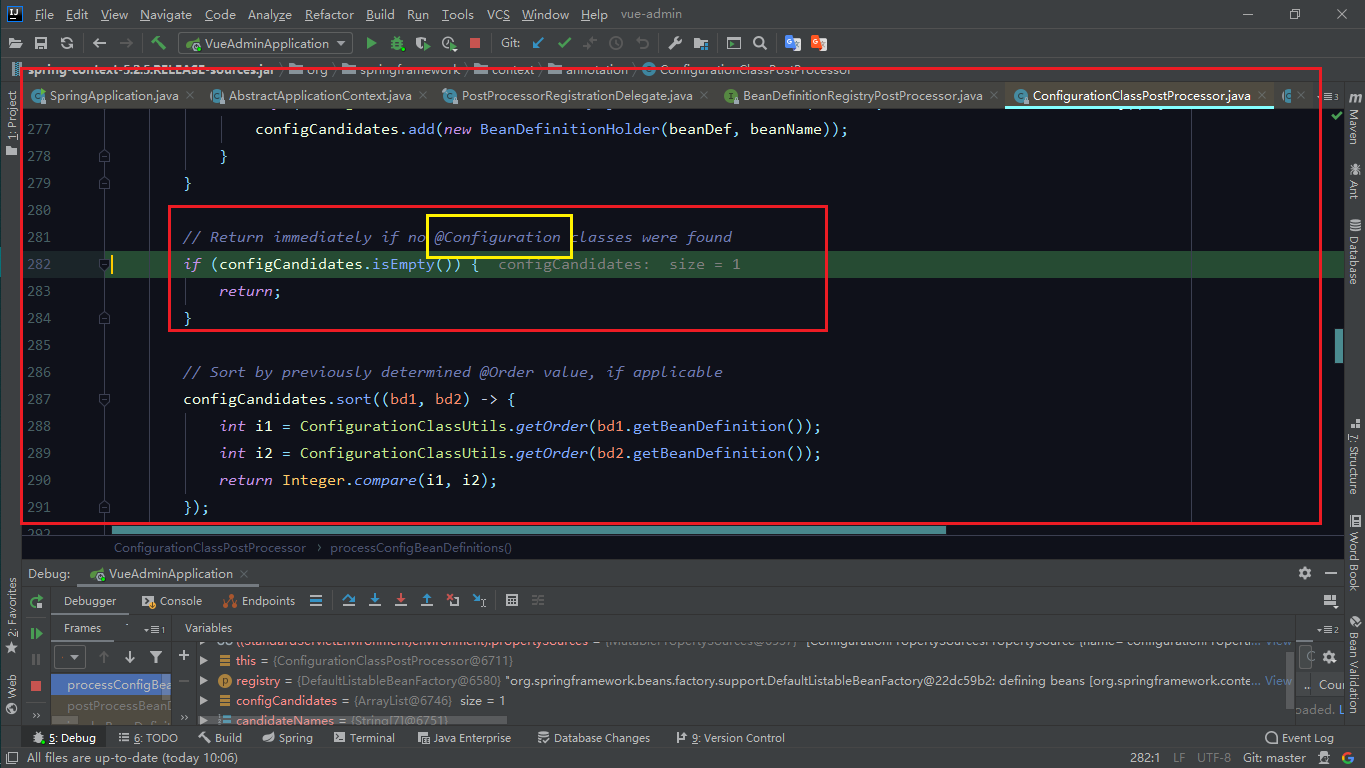 File Edit View Navigate Code Analyze Refactor Build Run Tools VCS Window Help vue-admin
VueAdminApplication Git:
spring-context-5.2.5.RELEASE-sources.jar org springframework context annotation ConfigurationClassPostProcessor
SpringApplication.java AbstractApplicationContext.java PostProcessorRegistrationDelegate.java BeanDefinitionRegistryPostProcessor.java ConfigurationClassPostProcessor.java 3
277 configCandidates.add(new BeanDefinitionHolder(beanDef, beanName));
278 }
279 }
280
281 // Return immediately if no @Configuration classes were found
282 if (configCandidates.isEmpty()) { configCandidates: size = 1
283 return;
284 }
285
286 // Sort by previously determined @Order value, if applicable
287 configCandidates.sort((bd1, bd2) -> {
288 int i1 = ConfigurationClassUtils.getOrder(bd1.getBeanDefinition());
289 int i2 = ConfigurationClassUtils.getOrder(bd2.getBeanDefinition());
290 return Integer.compare(i1, i2);
291 });
292
ConfigurationClassPostProcessor › processConfigBeanDefinitions()
1: Project
2: Favorites
Web
Maven
Ant
Database
7: Structure
Word Book
Bean Validation
Debug: VueAdminApplication
Debugger Console Endpoints
Frames 1 Variables 2
this = {ConfigurationClassPostProcessor@6711}
processConfigBea registry = {DefaultListableBeanFactory@6580} "org.springframework.beans.factory.support.DefaultListableBeanFactory@22dc59b2: defining beans [org.springframework.conte... View Cour
postProcessBeanD configCandidates = {ArrayList@6746} size = 1 oaded. L
candidateNames = {String[7]@6751}
5: Debug 6: TODO Build Spring Terminal Java Enterprise Database Changes 9: Version Control Event Log
All files are up-to-date (today 10:06) 282:1 LF UTF-8 Git: master